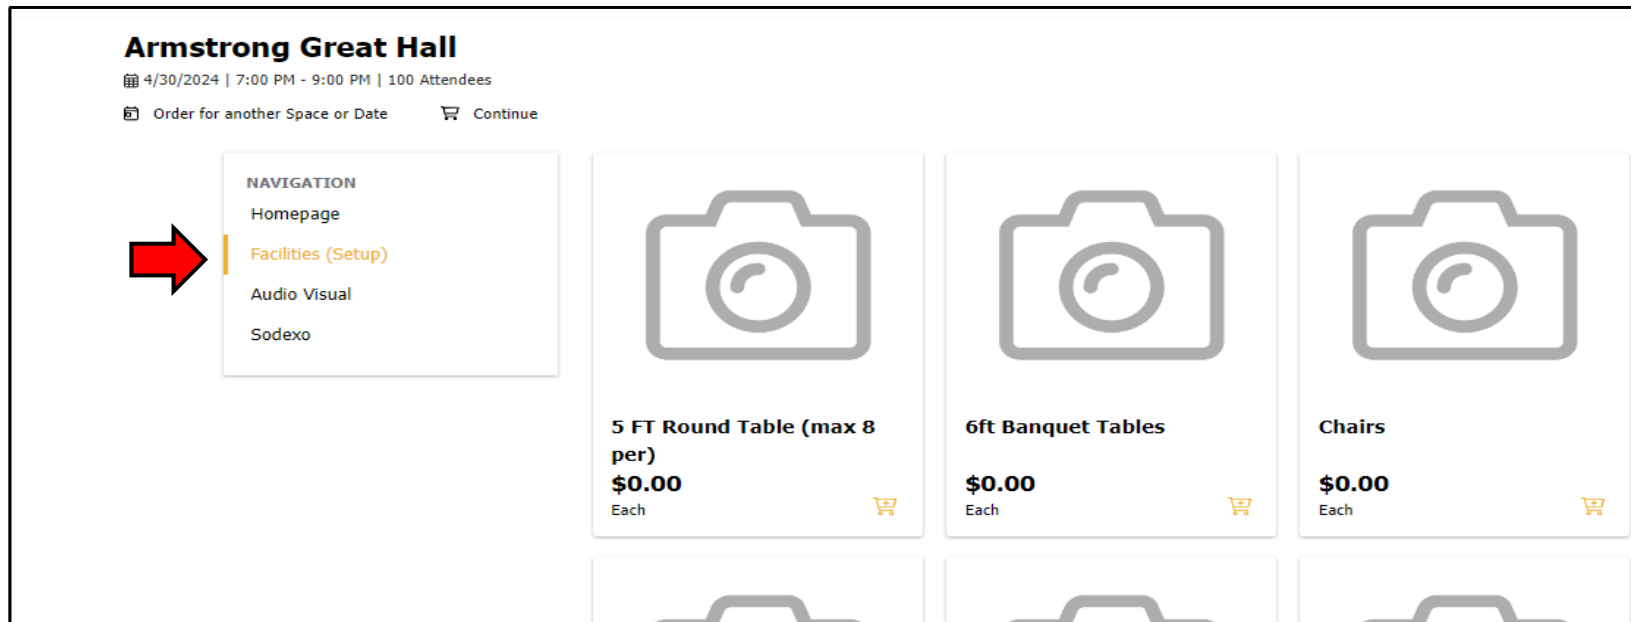 Armstrong Great Hall
4/30/2024 | 7:00 PM - 9:00 PM | 100 Attendees
Order for another Space or Date
Continue
NAVIGATION
Homepage
Facilities (Setup)
Audio Visual
Sodexo
5 FT Round Table (max 8
per)
$0.00
Each
6ft Banquet Tables
$0.00
Each
Chairs
$0.00
Each